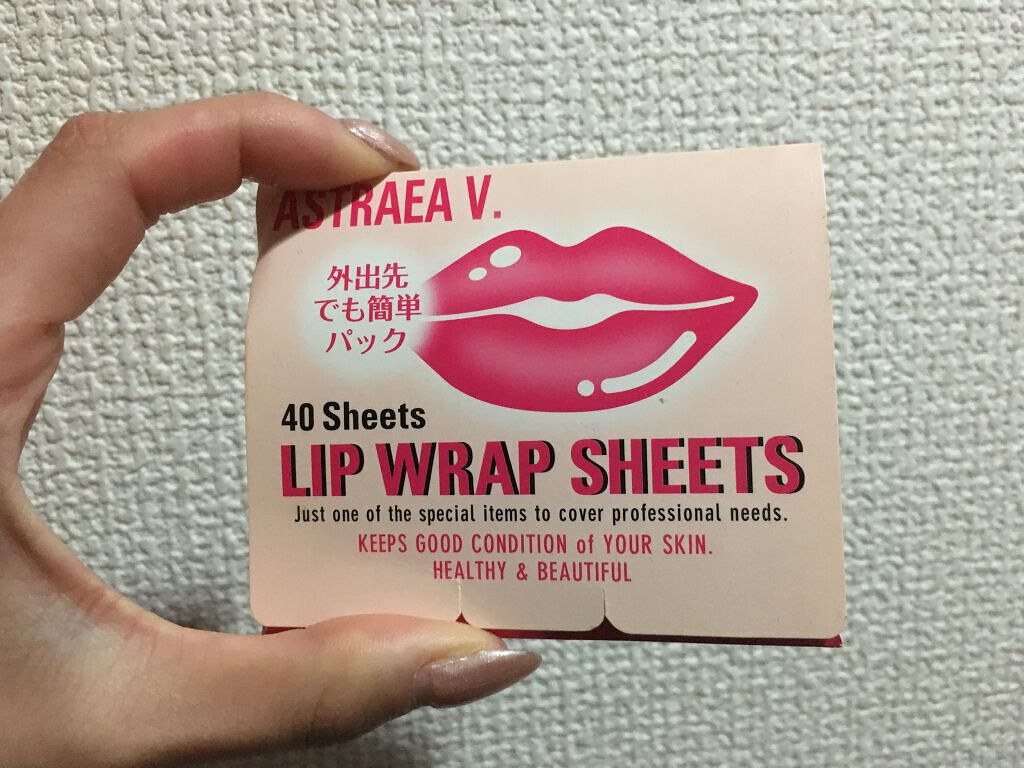 ASTRAEA V.
外出先
でも簡単
パック
40 Sheets
LIP WRAP SHEETS
Just one of the special items to cover professional needs.
KEEPS GOOD CONDITION of YOUR SKIN.
HEALTHY & BEAUTIFUL